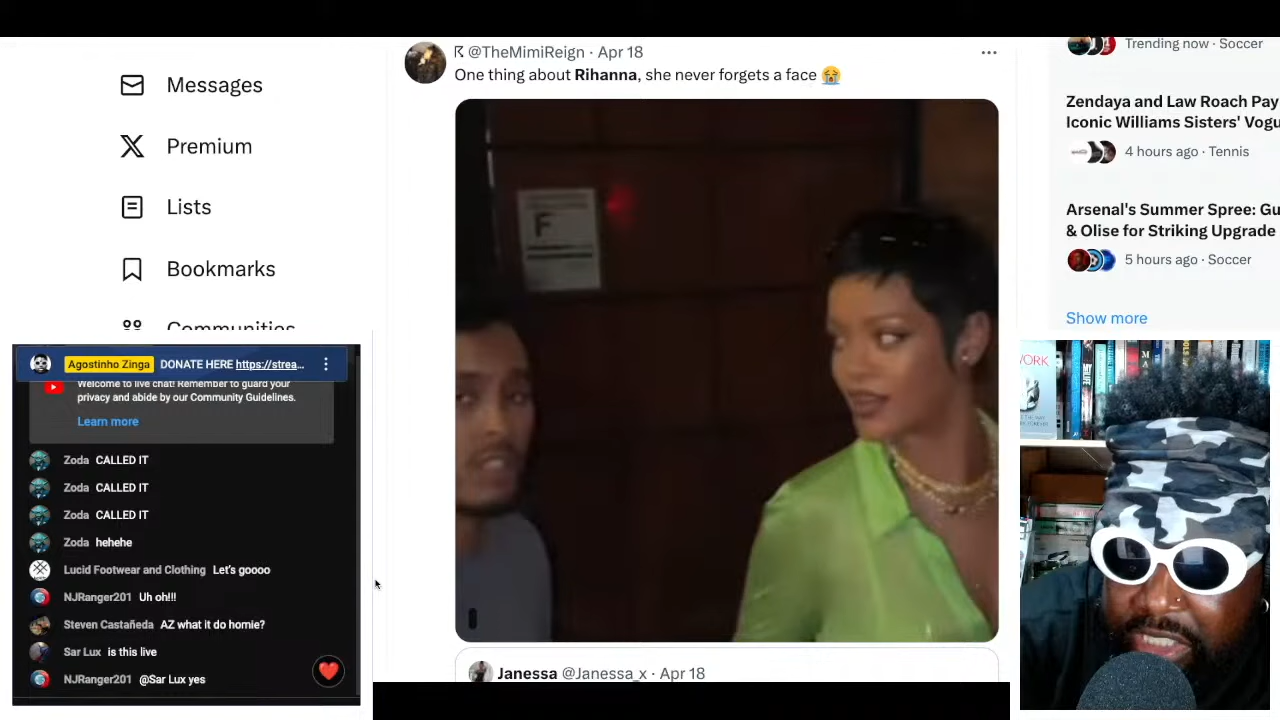 Messages
Premium
Lists
Bookmarks
Communities
@TheMimiReign · Apr 18
One thing about Rihanna, she never forgets a face 😭
F
Janessa @Janessa_x · Apr 18
Trending now · Soccer
Zendaya and Law Roach Pay
Iconic Williams Sisters' Vogu
4 hours ago · Tennis
Arsenal's Summer Spree: Gu
& Olise for Striking Upgrade
5 hours ago · Soccer
Show more
Agostinho Zinga DONATE HERE https://strea...
Welcome to live chat! Remember to guard your
privacy and abide by our Community Guidelines.
Learn more
Zoda CALLED IT
Zoda CALLED IT
Zoda CALLED IT
Zoda hehehe
Lucid Footwear and Clothing Let's goooo
NJRanger201 Uh oh!!!
Steven Castañeda AZ what it do homie?
Sar Lux is this live
NJRanger201 @Sar Lux yes
WORK